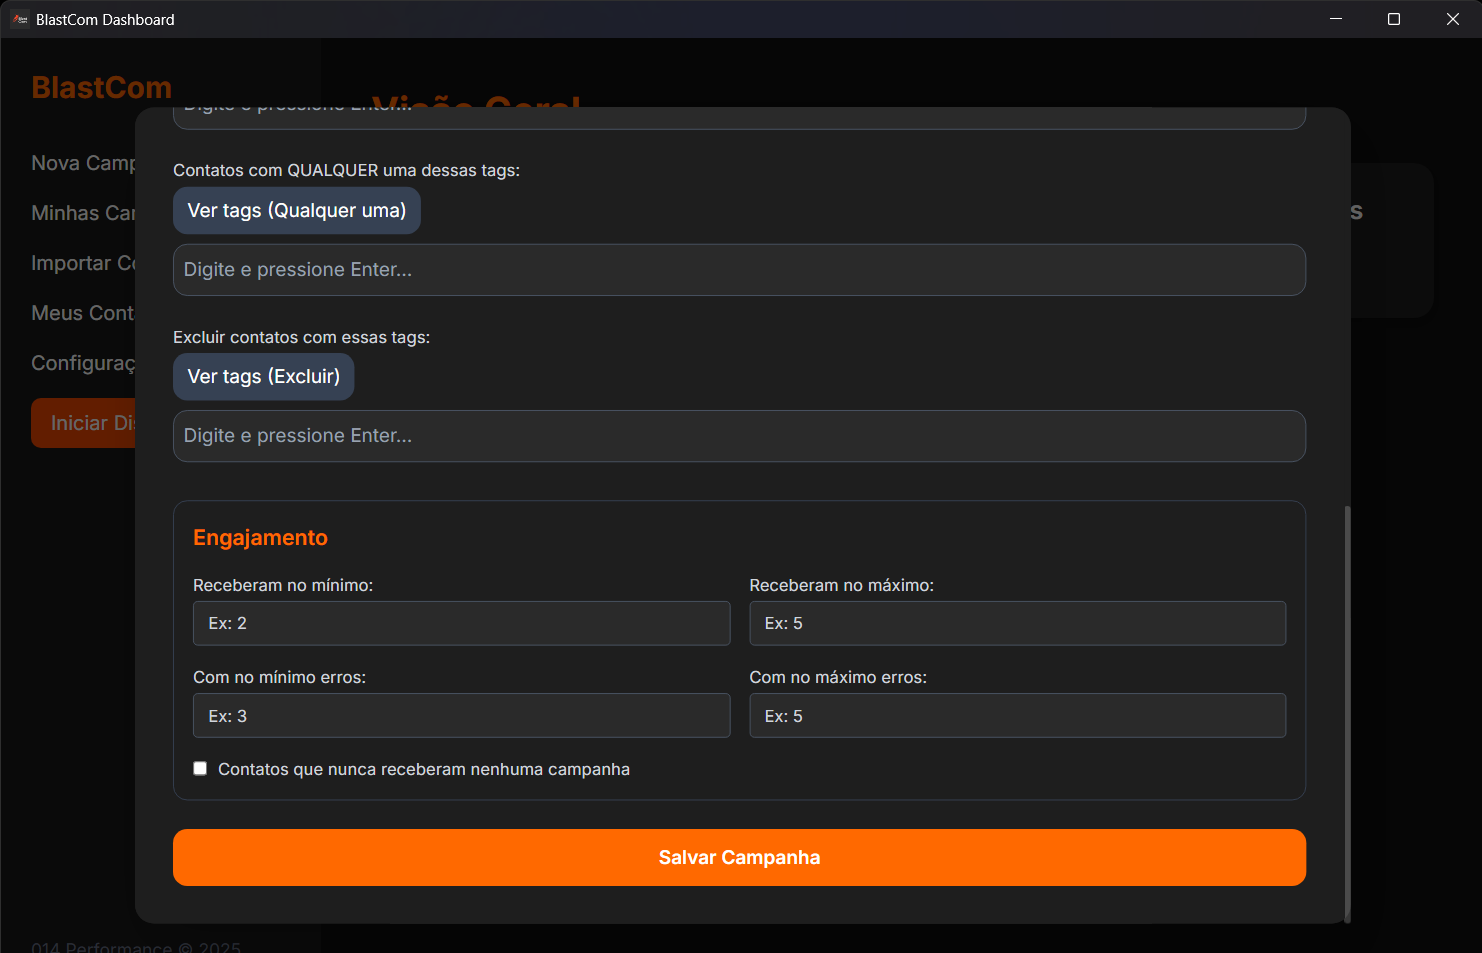 BlastCom Dashboard
BlastCom
Visão Geral
Nova Camp
Minhas Ca
Importar C
Meus Cont
Configuraç
Iniciar Di
Digite e pressione Enter...
Contatos com QUALQUER uma dessas tags:
Ver tags (Qualquer uma)
Digite e pressione Enter...
Excluir contatos com essas tags:
Ver tags (Excluir)
Digite e pressione Enter...
Engajamento
Receberam no mínimo:
Receberam no máximo:
Ex: 2
Ex: 5
Com no mínimo erros:
Com no máximo erros:
Ex: 3
Ex: 5
Contatos que nunca receberam nenhuma campanha
Salvar Campanha
s
014 Performance © 2025